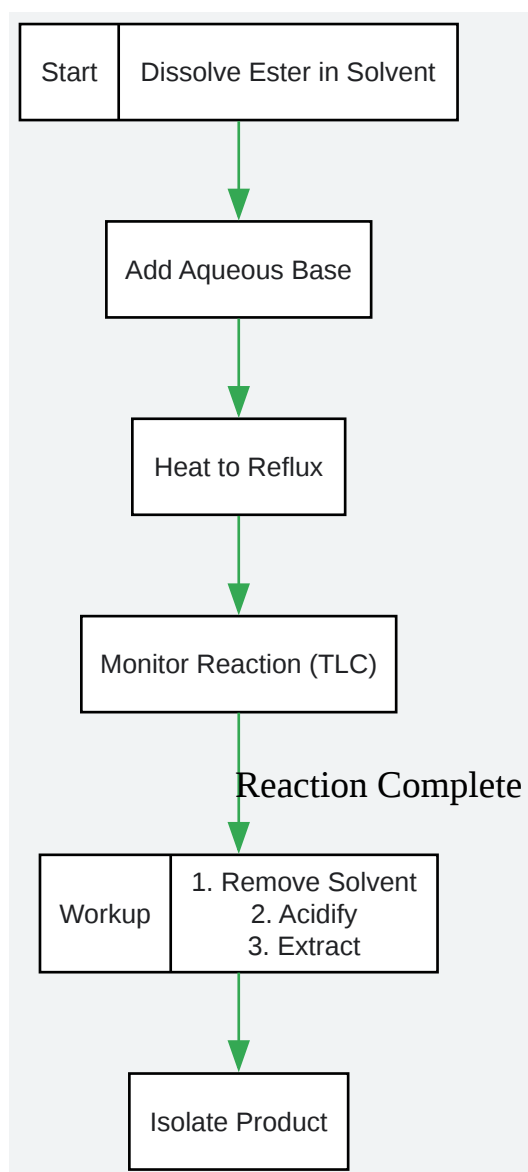 Start
Dissolve Ester in Solvent
Add Aqueous Base
Heat to Reflux
Monitor Reaction (TLC)
Reaction Complete
Workup
1. Remove Solvent
2. Acidify
3. Extract
Isolate Product